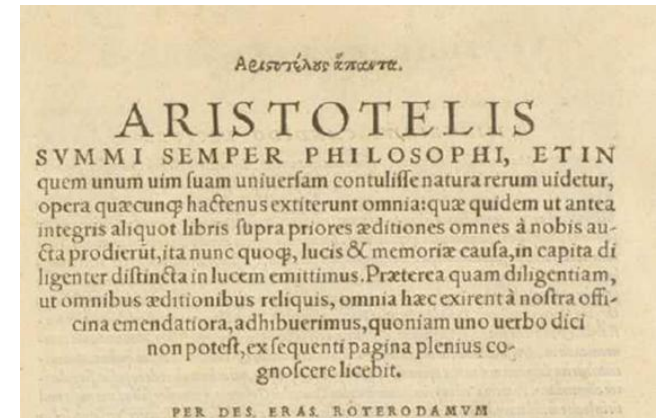 Αριστοτέλους ἅπαντα.
ARISTOTELIS
SVMMI SEMPER PHILOSOPHI, ET IN
quem unum uim ſuam uniuerſam contuliſſe natura rerum uidetur,
opera quæcunqꝫ hactenus extiterunt omnia: quæ quidem ut antea
integris aliquot libris ſupra priores æditiones omnes à nobis au-
cta prodierūt, ita nunc quoqꝫ, lucis & memoriæ cauſa, in capita di
ligenter diſtincta in lucem emittimus. Præterea quam diligentiam,
ut omnibus æditionibus reliquis, omnia hæc exirent à noſtra offi-
cina emendatiora, adhibuerimus, quoniam uno uerbo dici
non poteſt, ex ſequenti pagina plenius co-
gnoſcere licebit.
PER DES. ERAS. ROTERODAMVM